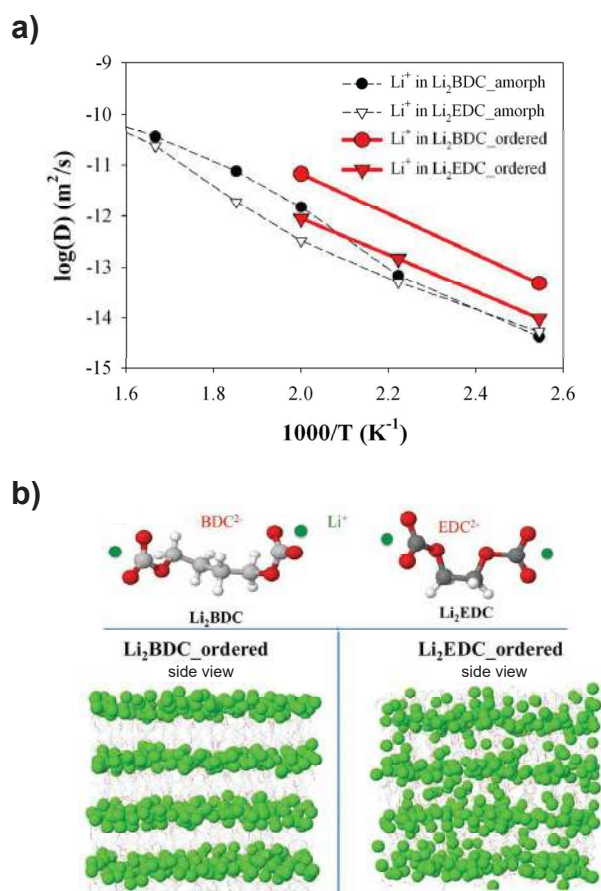 a)
-9
-10
-11
-12
-13
-14
-15
log(D) (m²/s)
Li⁺ in Li₂BDC_amorph
Li⁺ in Li₂EDC_amorph
Li⁺ in Li₂BDC_ordered
Li⁺ in Li₂EDC_ordered
1.6 1.8 2.0 2.2 2.4 2.6
1000/T (K⁻¹)
b)
BDC²⁻ Li⁺ EDC²⁻
Li₂BDC Li₂EDC
Li₂BDC_ordered Li₂EDC_ordered
side view side view